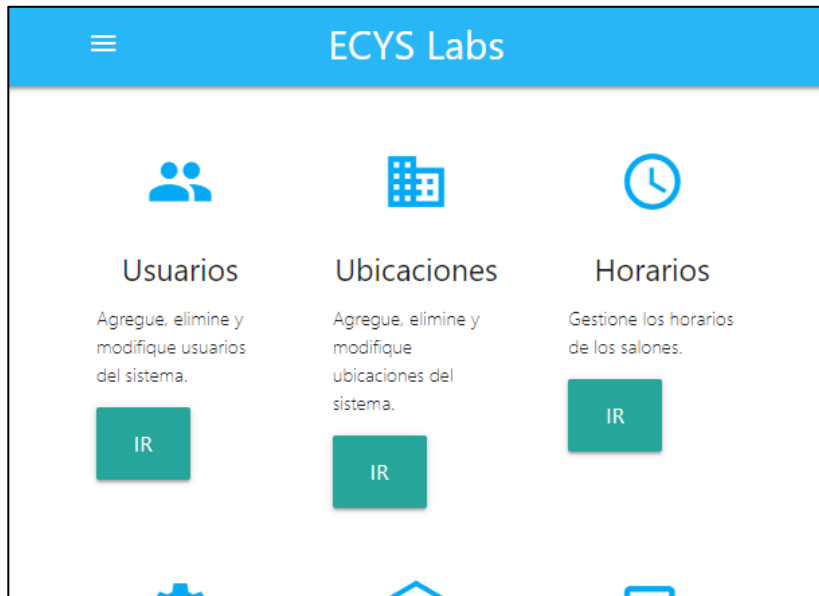 ECYS Labs
Usuarios
Agregue, elimine y
modifique usuarios
del sistema.
IR
Ubicaciones
Agregue, elimine y
modifique
ubicaciones del
sistema.
IR
Horarios
Gestione los horarios
de los salones.
IR